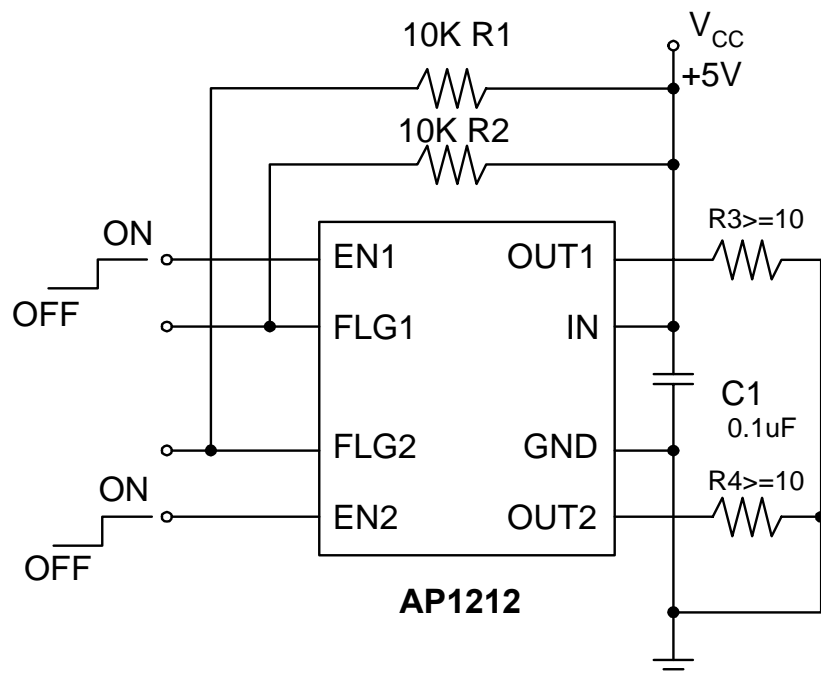 10K R1
V_CC
+5V
10K R2
R3>=10
ON
EN1
OUT1
OFF
FLG1
IN
C1
0.1uF
FLG2
GND
R4>=10
ON
EN2
OUT2
OFF
AP1212